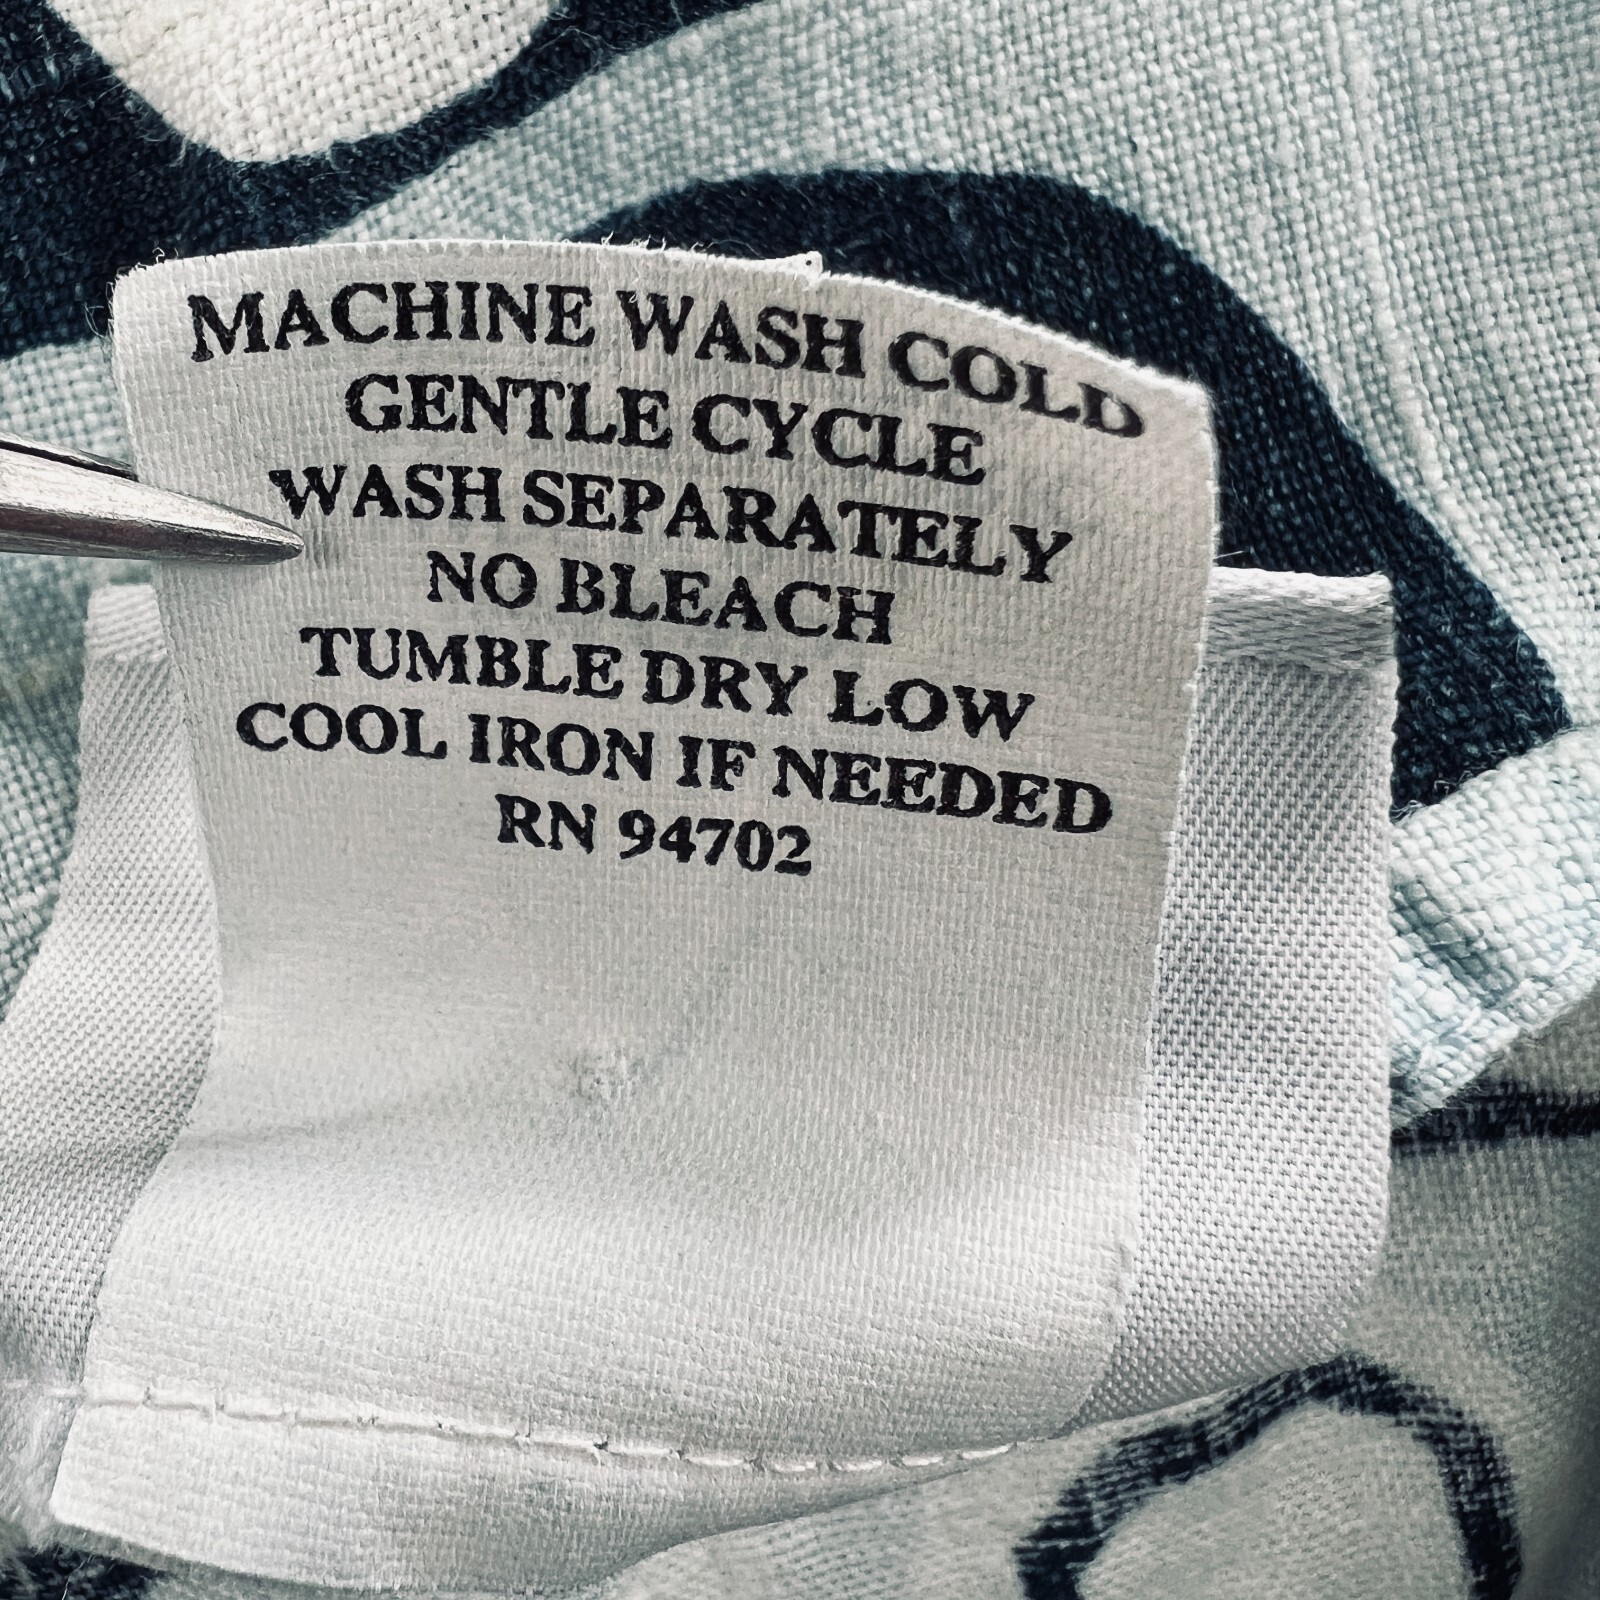 MACHINE WASH COLD
GENTLE CYCLE
WASH SEPARATELY
NO BLEACH
TUMBLE DRY LOW
COOL IRON IF NEEDED
RN 94702